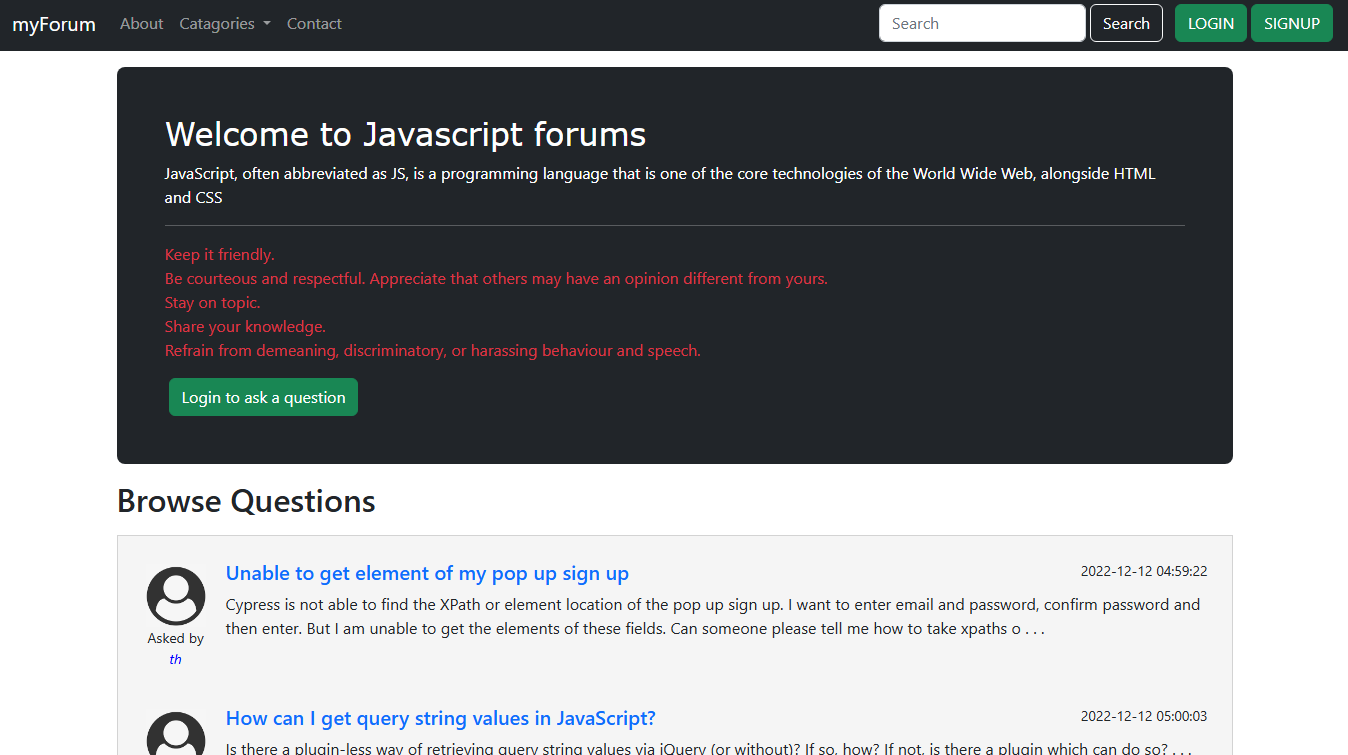 myForum About Catagories Contact Search Search LOGIN SIGNUP
Welcome to Javascript forums
JavaScript, often abbreviated as JS, is a programming language that is one of the core technologies of the World Wide Web, alongside HTML
and CSS
Keep it friendly.
Be courteous and respectful. Appreciate that others may have an opinion different from yours.
Stay on topic.
Share your knowledge.
Refrain from demeaning, discriminatory, or harassing behaviour and speech.
Login to ask a question
Browse Questions
Unable to get element of my pop up sign up 2022-12-12 04:59:22
Cypress is not able to find the XPath or element location of the pop up sign up. I want to enter email and password, confirm password and
then enter. But I am unable to get the elements of these fields. Can someone please tell me how to take xpaths o . . .
Asked by
th
How can I get query string values in JavaScript? 2022-12-12 05:00:03
Is there a plugin-less way of retrieving query string values via jQuery (or without)? If so, how? If not, is there a plugin which can do so? . . .